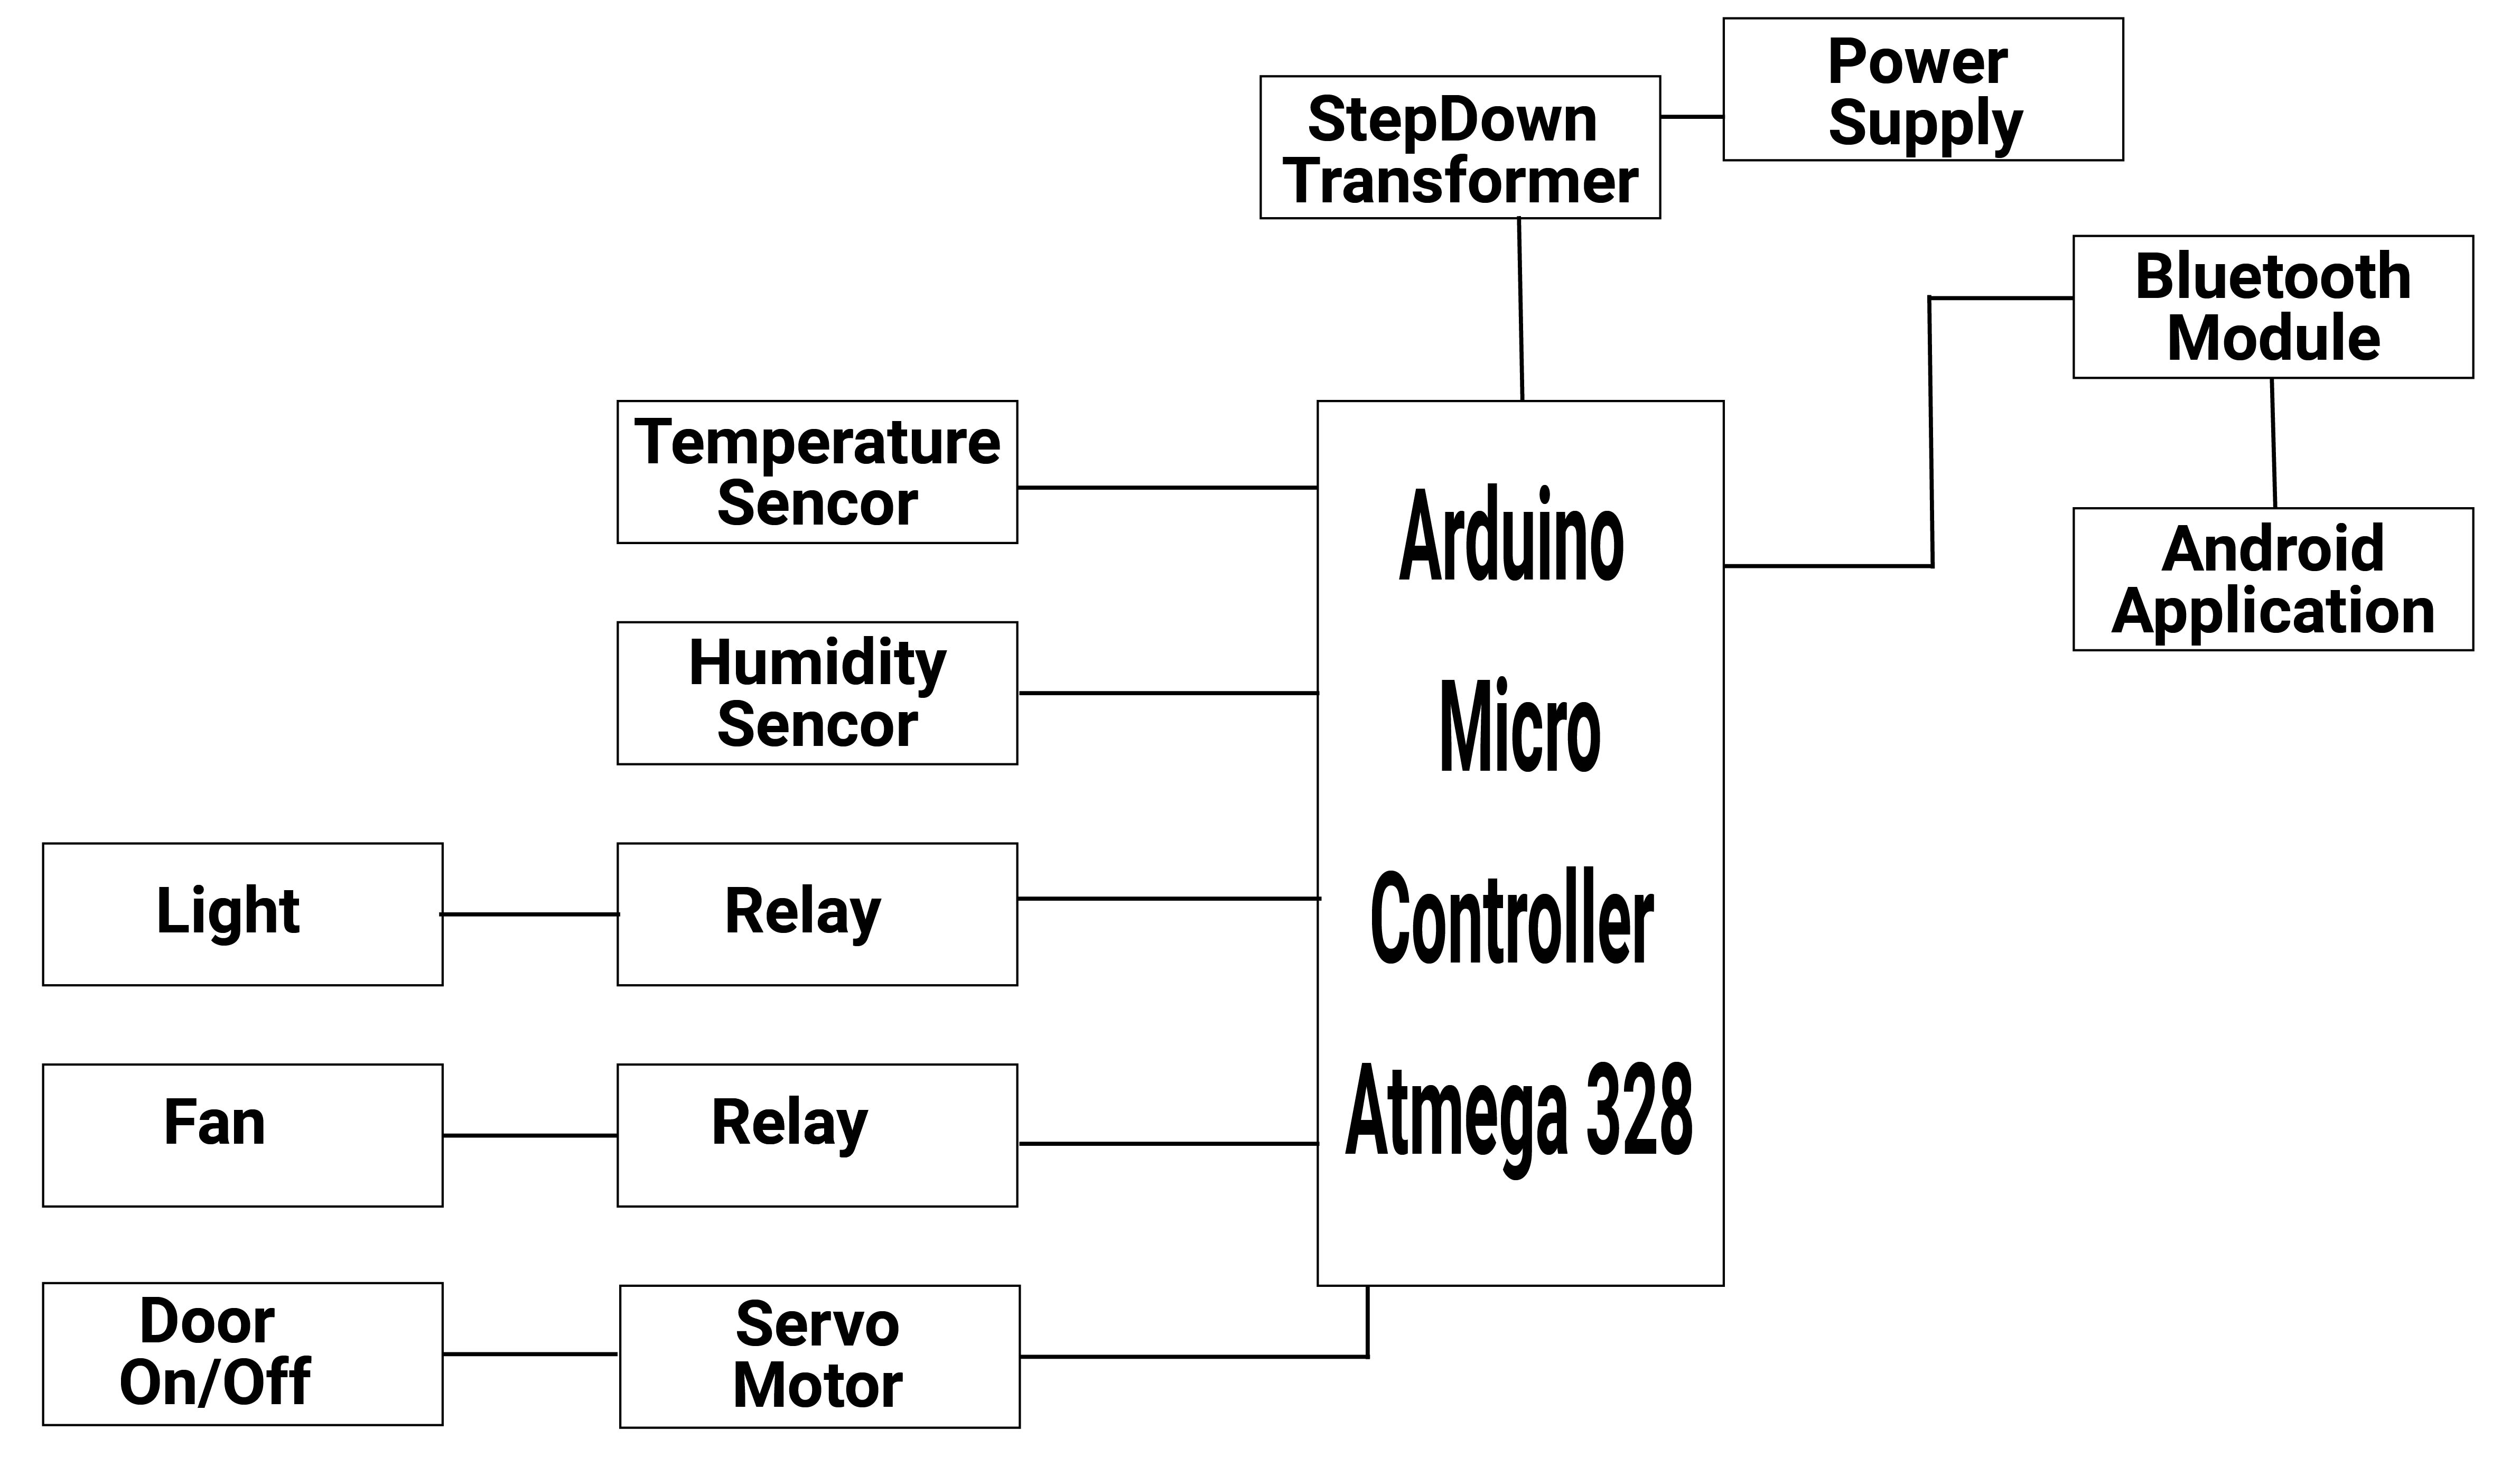 Power
Supply
StepDown
Transformer
Bluetooth
Module
Android
Application
Temperature
Sencor
Humidity
Sencor
Arduino
Micro
Controller
Atmega 328
Light
Relay
Fan
Relay
Door
On/Off
Servo
Motor